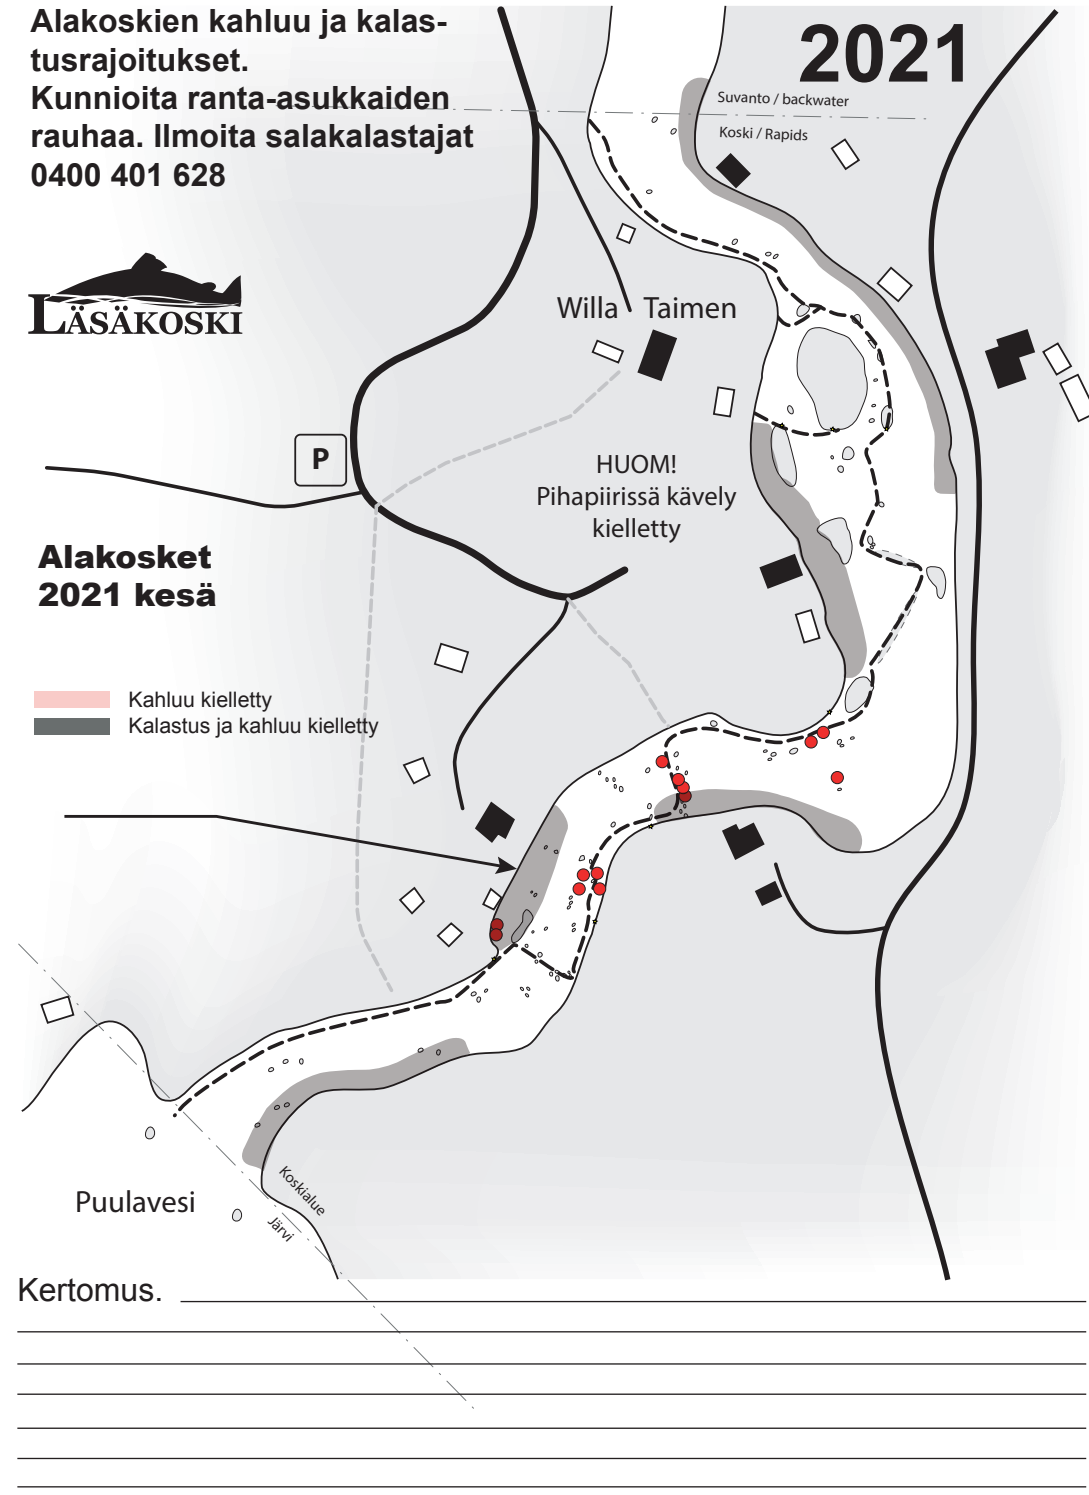 Alakoskien kahluu ja kalas-
tusrajoitukset.
Kunnioita ranta-asukkaiden
rauhaa. Ilmoita salakalastajat
0400 401 628
2021
Suvanto / backwater
Koski / Rapids
LÄSÄKOSKI
Willa Taimen
P
HUOM!
Pihapiirissä kävely
kielletty
Alakosket
2021 kesä
Kahluu kielletty
Kalastus ja kahluu kielletty
Koskialue
Järvi
Puulavesi
Kertomus.